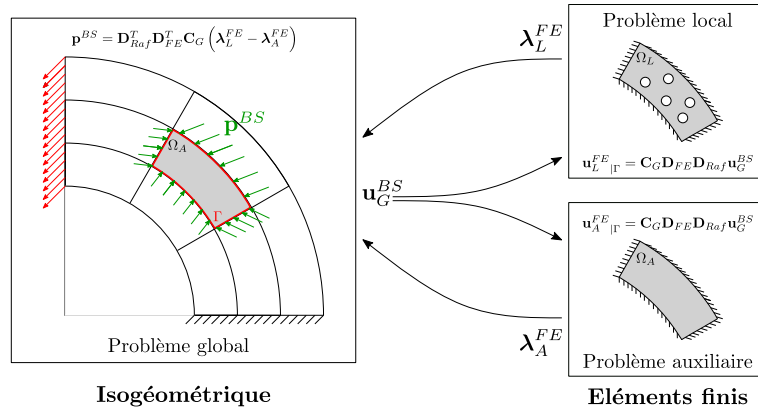 𝐩^{BS} = 𝐃^T_{Raf} 𝐃^T_{FE} 𝐂_G (𝝀^{FE}_L − 𝝀^{FE}_A)
𝐩^{BS}
Ω_A
Γ
Problème global
Isogéométrique
𝝀^{FE}_L
𝐮^{BS}_G
𝝀^{FE}_A
Problème local
Ω_L
𝐮^{FE}_L|Γ = 𝐂_G 𝐃_{FE} 𝐃_{Raf} 𝐮^{BS}_G
𝐮^{FE}_A|Γ = 𝐂_G 𝐃_{FE} 𝐃_{Raf} 𝐮^{BS}_G
Ω_A
Problème auxiliaire
Eléments finis